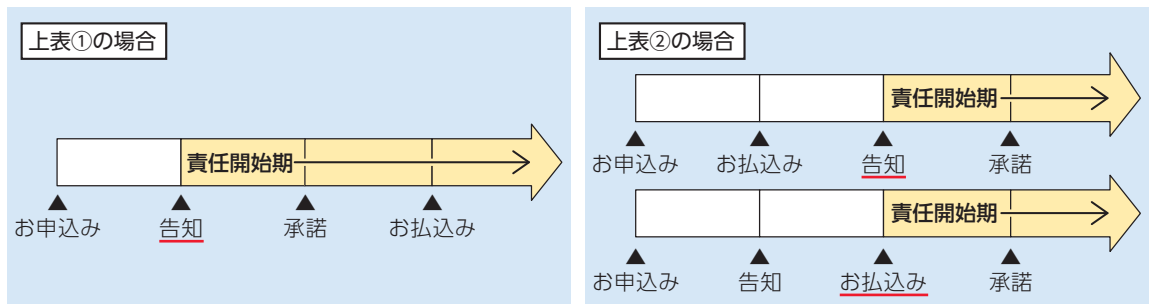 上表①の場合
責任開始期
お申込み 告知 承諾 お払込み
上表②の場合
責任開始期
お申込み お払込み 告知 承諾
責任開始期
お申込み 告知 お払込み 承諾